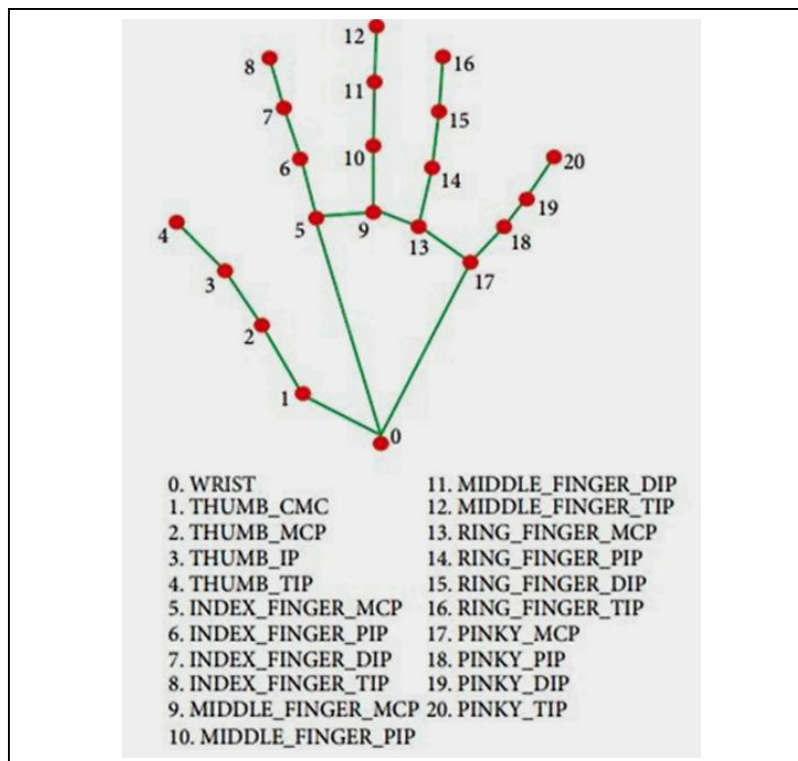 12
8
16
11
7
15
10
6
14
20
19
4
5
9
13
18
3
17
2
1
0
0. WRIST
1. THUMB_CMC
2. THUMB_MCP
3. THUMB_IP
4. THUMB_TIP
5. INDEX_FINGER_MCP
6. INDEX_FINGER_PIP
7. INDEX_FINGER_DIP
8. INDEX_FINGER_TIP
9. MIDDLE_FINGER_MCP
10. MIDDLE_FINGER_PIP
11. MIDDLE_FINGER_DIP
12. MIDDLE_FINGER_TIP
13. RING_FINGER_MCP
14. RING_FINGER_PIP
15. RING_FINGER_DIP
16. RING_FINGER_TIP
17. PINKY_MCP
18. PINKY_PIP
19. PINKY_DIP
20. PINKY_TIP